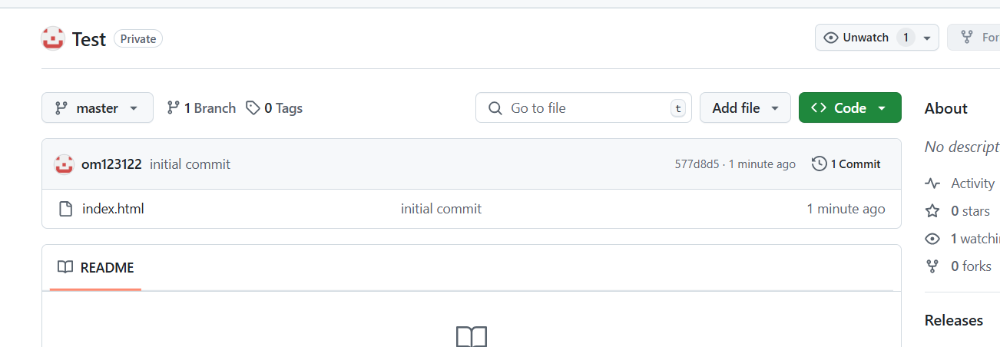 Test Private Unwatch 1 For
master 1 Branch 0 Tags Go to file t Add file Code About
No descript
om123122 initial commit 577d8d5 · 1 minute ago 1 Commit
Activity
index.html initial commit 1 minute ago
0 stars
1 watchi
README
0 forks
Releases